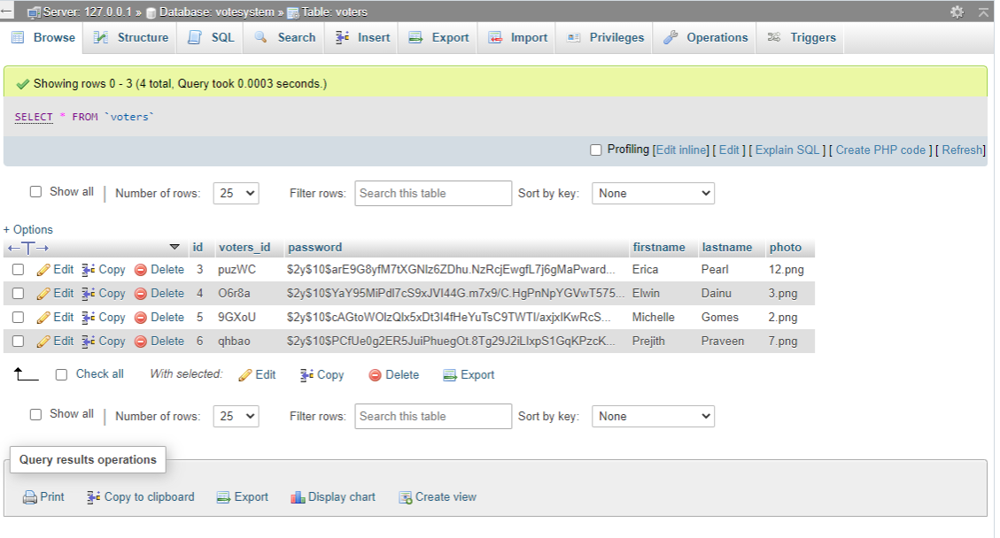 Server: 127.0.0.1 » Database: votesystem » Table: voters
Browse Structure SQL Search Insert Export Import Privileges Operations Triggers
Showing rows 0 - 3 (4 total, Query took 0.0003 seconds.)
SELECT * FROM `voters`
Profiling [Edit inline] [ Edit ] [ Explain SQL ] [ Create PHP code ] [ Refresh]
Show all | Number of rows: 25 Filter rows: Search this table Sort by key: None
+ Options
←T→ id voters_id password firstname lastname photo
Edit Copy Delete 3 puzWC $2y$10$arE9G8yfM7tXGNlz6ZDhu.NzRcjEwgfL7j6gMaPward... Erica Pearl 12.png
Edit Copy Delete 4 O6r8a $2y$10$YaY95MiPdl7cS9xJVI44G.m7x9/C.HgPnNpYGVwT575... Elwin Dainu 3.png
Edit Copy Delete 5 9GXoU $2y$10$cAGtoWOlzQlx5xDt3I4fHeYuTsC9TWTI/axjxIKwRcS... Michelle Gomes 2.png
Edit Copy Delete 6 qhbao $2y$10$PCfUe0g2ER5JuiPhuegOt.8Tg29J2iLlxpS1GqKPzcK... Prejith Praveen 7.png
Check all With selected: Edit Copy Delete Export
Show all | Number of rows: 25 Filter rows: Search this table Sort by key: None
Query results operations
Print Copy to clipboard Export Display chart Create view